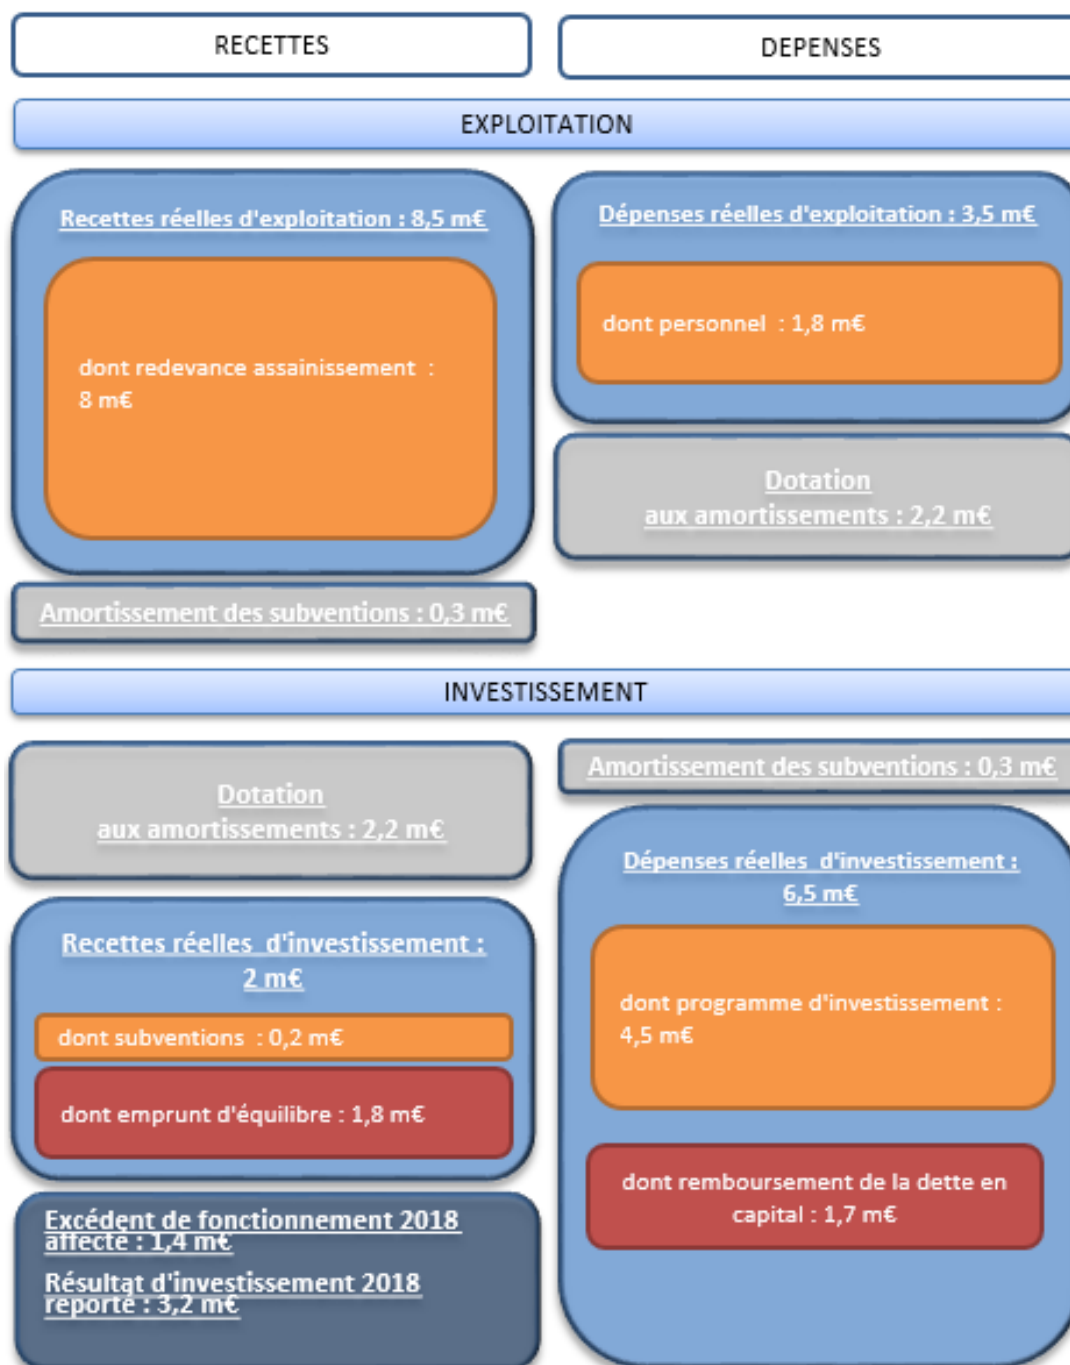 RECETTES
DEPENSES
EXPLOITATION
Recettes réelles d'exploitation : 8,5 m€
dont redevance assainissement :
8 m€
Amortissement des subventions : 0,3 m€
Dépenses réelles d'exploitation : 3,5 m€
dont personnel : 1,8 m€
Dotation
aux amortissements : 2,2 m€
INVESTISSEMENT
Dotation
aux amortissements : 2,2 m€
Recettes réelles d'investissement :
2 m€
dont subventions : 0,2 m€
dont emprunt d'équilibre : 1,8 m€
Excédent de fonctionnement 2018
affecté : 1,4 m€
Résultat d'investissement 2018
reporté : 3,2 m€
Amortissement des subventions : 0,3 m€
Dépenses réelles d'investissement :
6,5 m€
dont programme d'investissement :
4,5 m€
dont remboursement de la dette en
capital : 1,7 m€